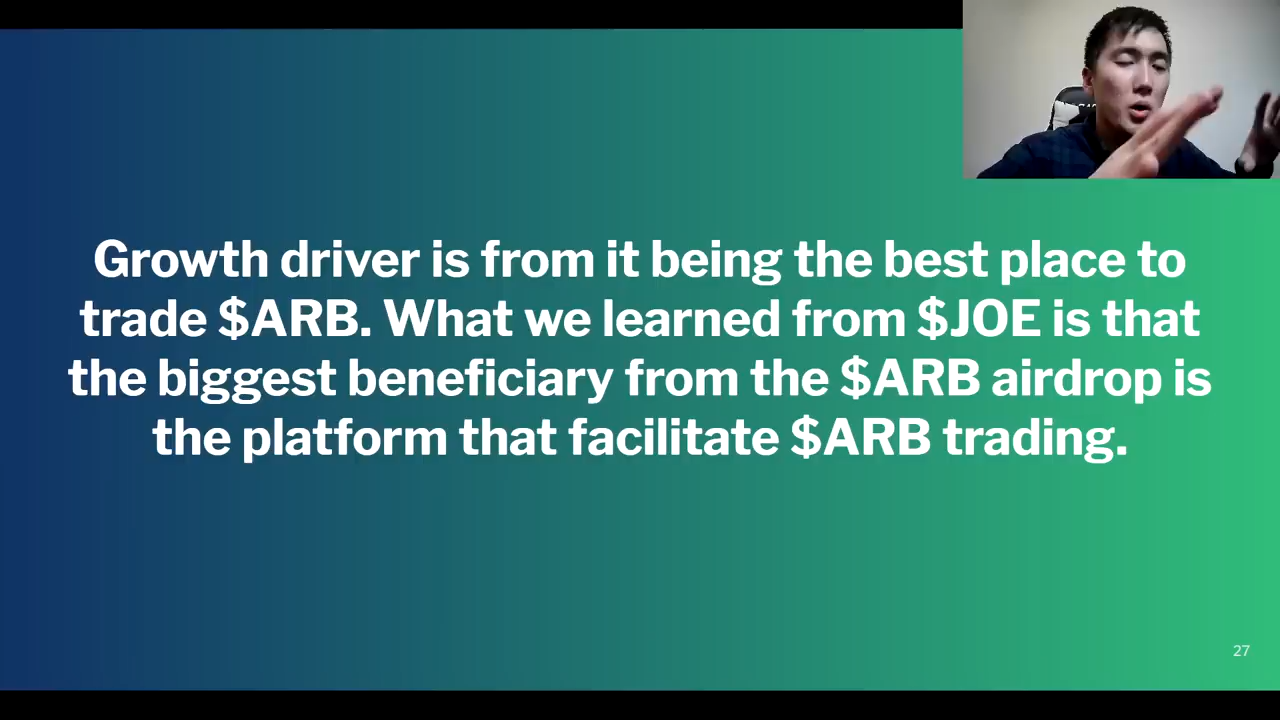 Growth driver is from it being the best place to
trade $ARB. What we learned from $JOE is that
the biggest beneficiary from the $ARB airdrop is
the platform that facilitate $ARB trading.
27